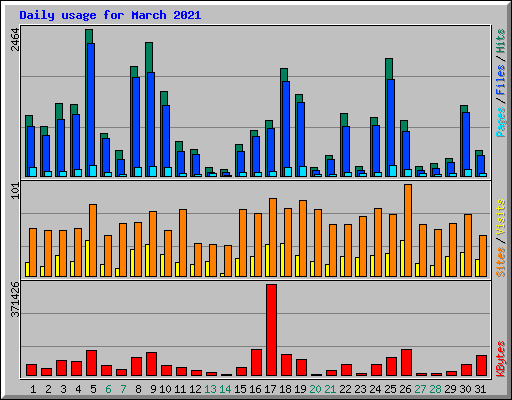 Daily usage for March 2021
2464
Pages / Files / Hits
101
Sites / Visits
371426
KBytes
1 2 3 4 5 6 7 8 9 10 11 12 13 14 15 16 17 18 19 20 21 22 23 24 25 26 27 28 29 30 31